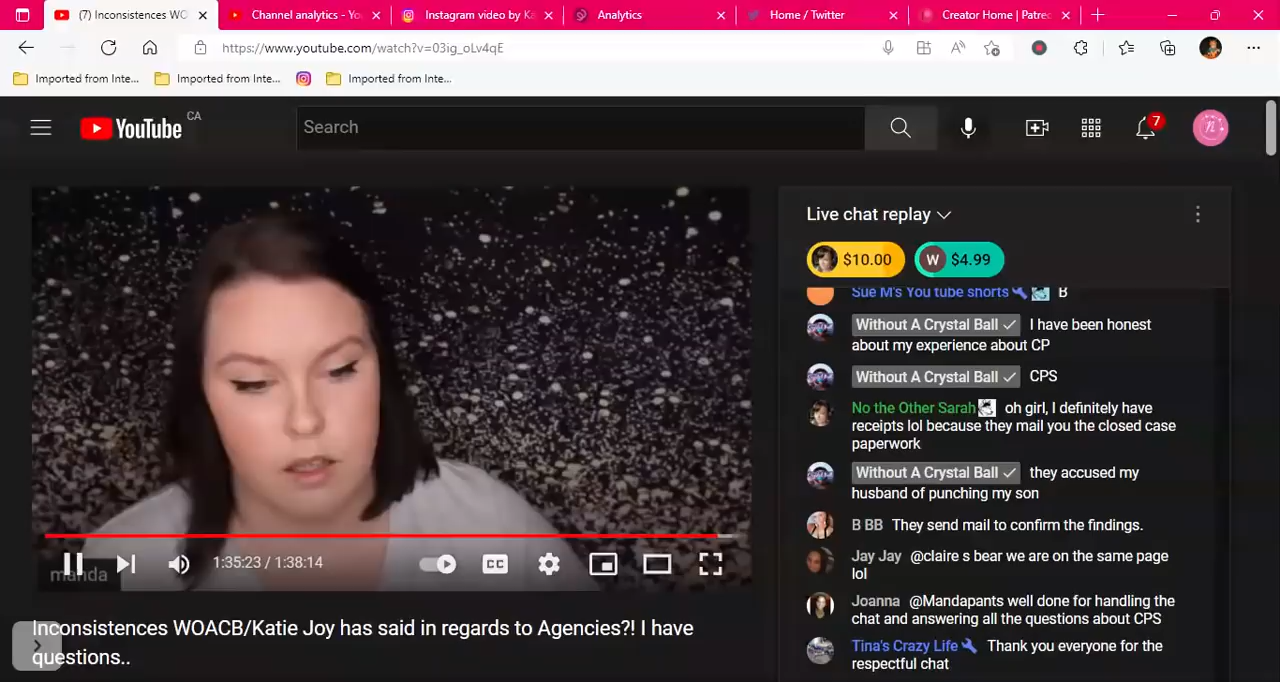 (7) Inconsistences WO
Channel analytics - Yo
Instagram video by Ka
Analytics
Home / Twitter
Creator Home | Patreo
https://www.youtube.com/watch?v=03ig_oLv4qE
Imported from Inte...
Imported from Inte...
Imported from Inte...
YouTube CA
Search
7
Live chat replay
$10.00
W $4.99
Sue M's You tube shorts B
Without A Crystal Ball I have been honest
about my experience about CP
Without A Crystal Ball CPS
No the Other Sarah oh girl, I definitely have
receipts lol because they mail you the closed case
paperwork
Without A Crystal Ball they accused my
husband of punching my son
B BB They send mail to confirm the findings.
Jay Jay @claire s bear we are on the same page
lol
Joanna @Mandapants well done for handling the
chat and answering all the questions about CPS
Tina's Crazy Life Thank you everyone for the
respectful chat
1:35:23 / 1:38:14
CC
manda
Inconsistences WOACB/Katie Joy has said in regards to Agencies?! I have
questions..